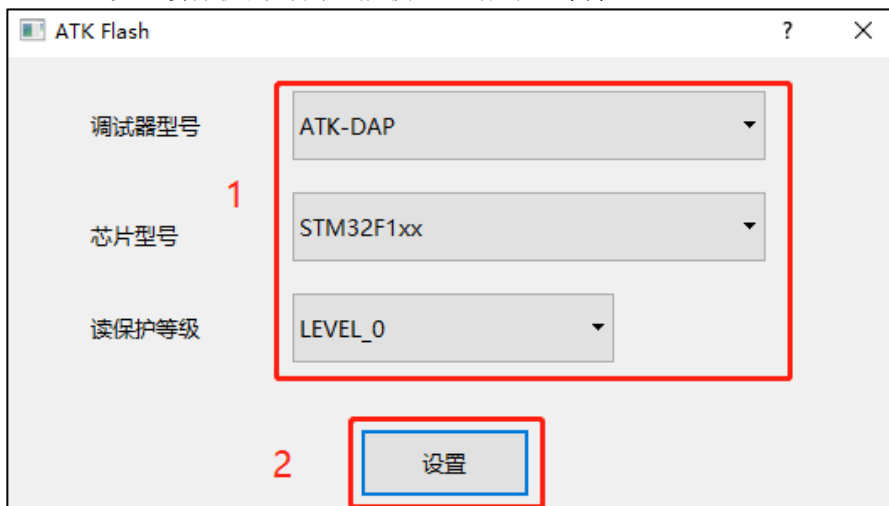 ATK Flash ?
调试器型号 ATK-DAP
1
芯片型号 STM32F1xx
读保护等级 LEVEL_0
2 设置